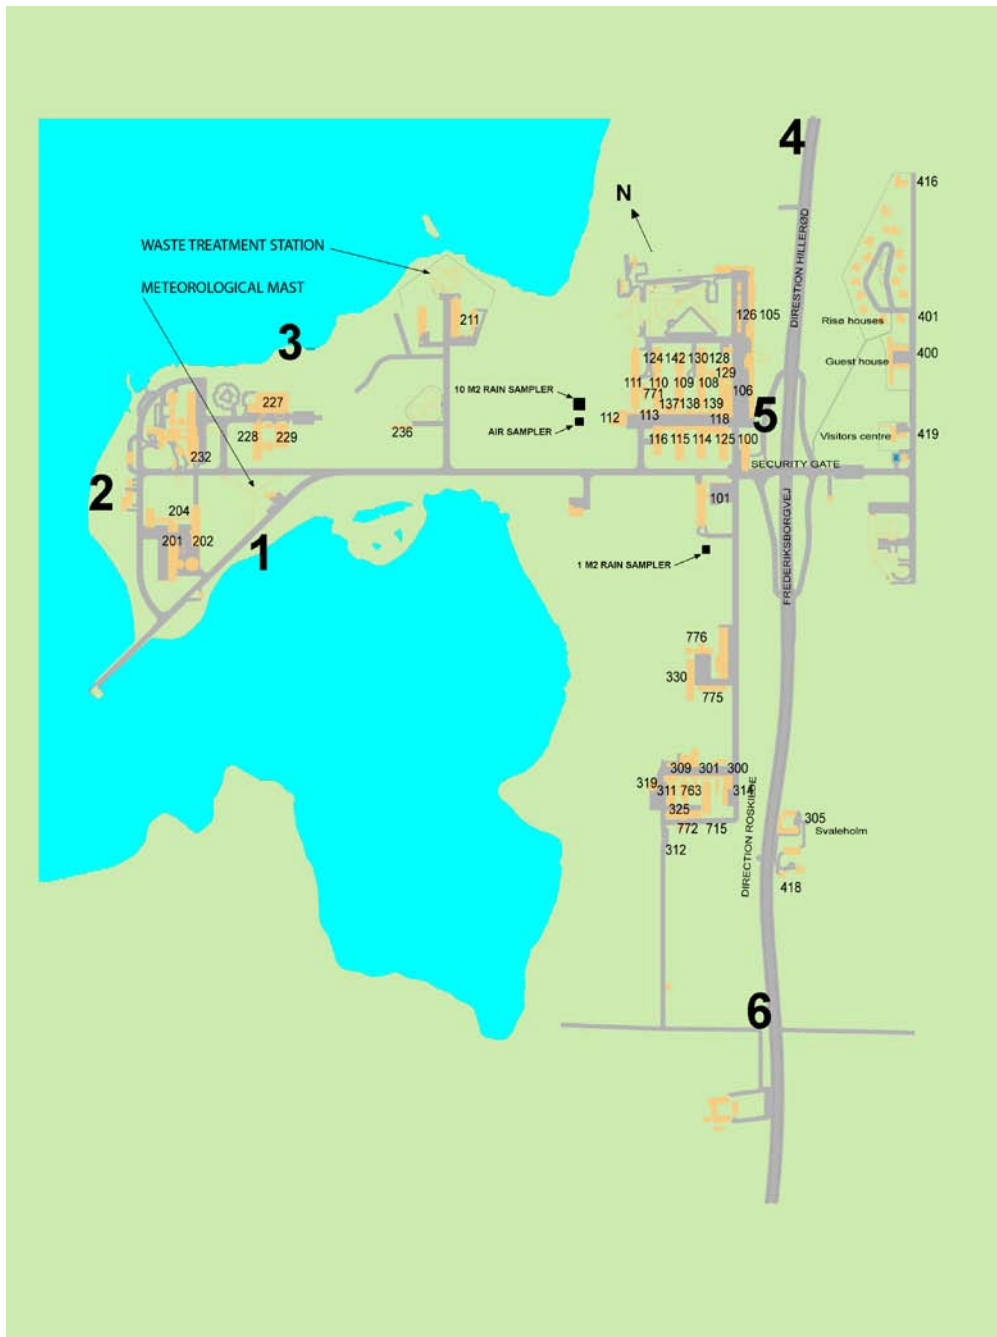 4
416
N
DIRESTION HILLERØD
WASTE TREATMENT STATION
METEOROLOGICAL MAST
126 105
401
Risø houses
211
3
124 142 130 128
400
Guest house
129
111 110 109 108
106
10 M2 RAIN SAMPLER
771
227
137 138 139
5
112
113
118
AIR SAMPLER
236
228 229
116 115 114 125 100
Visitors centre
419
232
SECURITY GATE
2
101
204
201 202
1
1 M2 RAIN SAMPLER
FREDERIKSBORGVEJ
776
330
775
309 301 300
319
311 763
314
325
772 715
312
DIRECTION ROSKILDE
305
Svaleholm
418
6